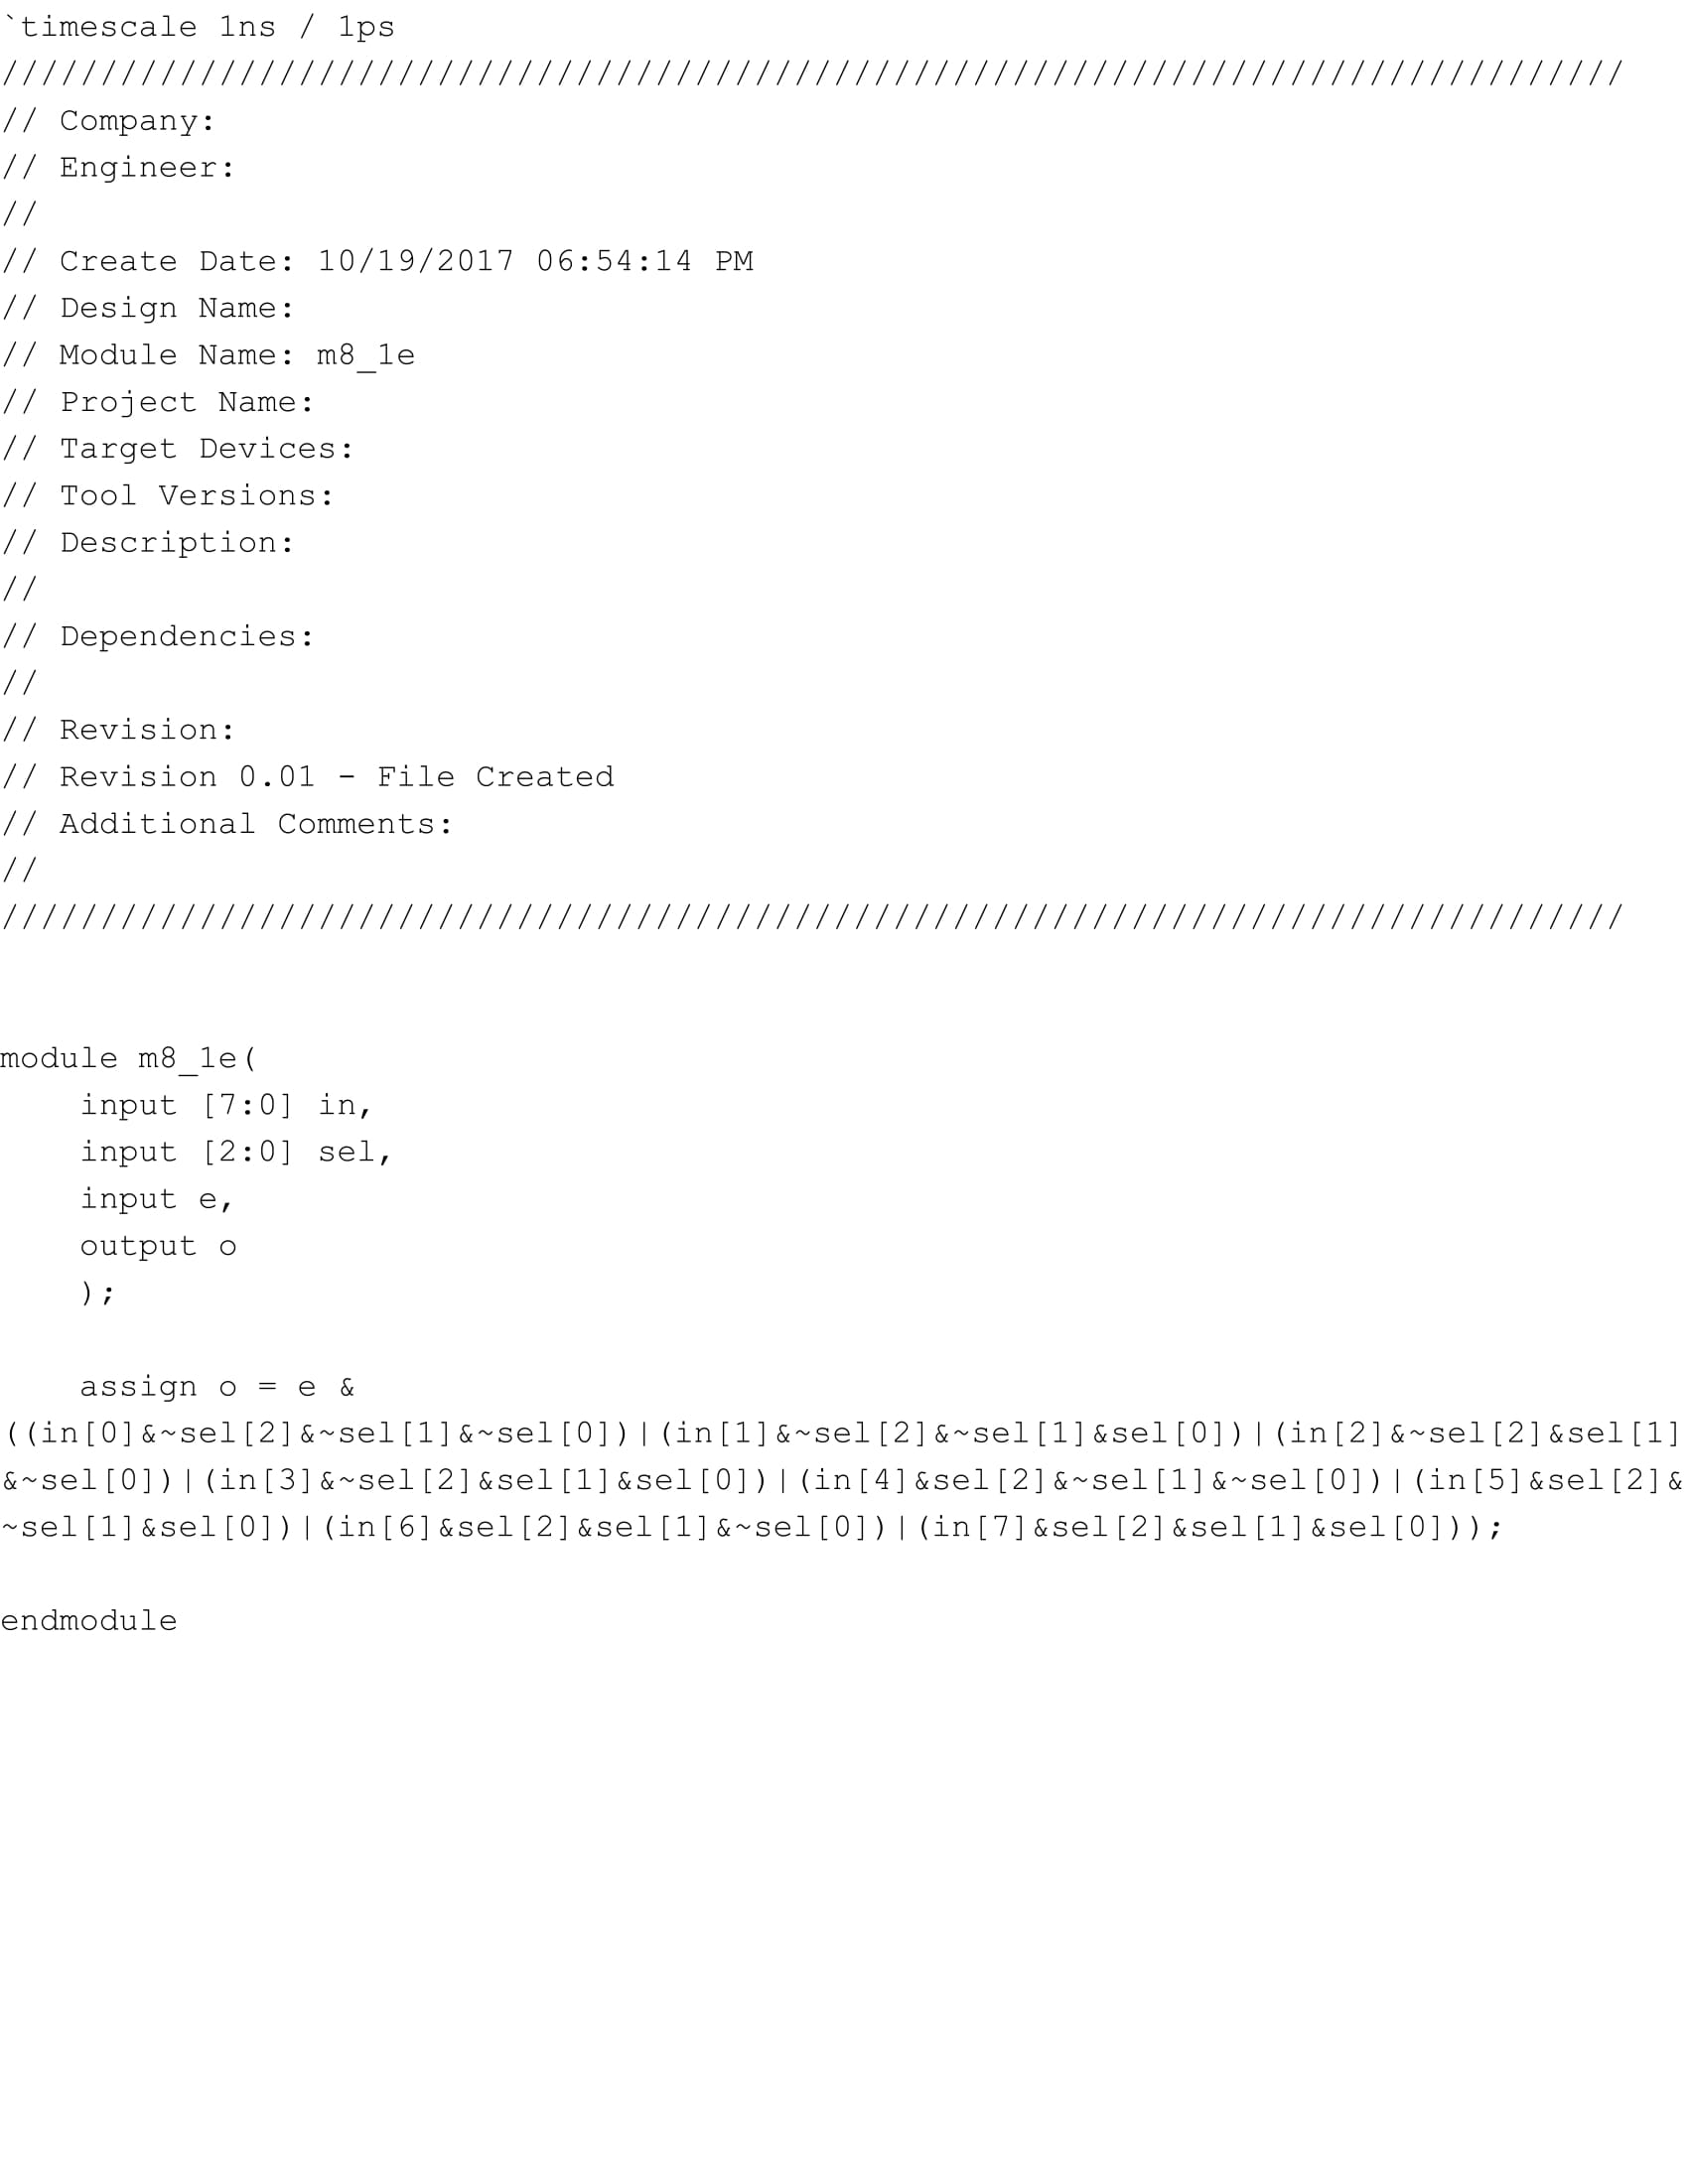 `timescale 1ns / 1ps
//////////////////////////////////////////////////////////////////////////////////
// Company:
// Engineer:
//
// Create Date: 10/19/2017 06:54:14 PM
// Design Name:
// Module Name: m8_1e
// Project Name:
// Target Devices:
// Tool Versions:
// Description:
//
// Dependencies:
//
// Revision:
// Revision 0.01 - File Created
// Additional Comments:
//
//////////////////////////////////////////////////////////////////////////////////
module m8_1e(
    input [7:0] in,
    input [2:0] sel,
    input e,
    output o
    );
    assign o = e &
((in[0]&~sel[2]&~sel[1]&~sel[0])|(in[1]&~sel[2]&~sel[1]&sel[0])|(in[2]&~sel[2]&sel[1]
&~sel[0])|(in[3]&~sel[2]&sel[1]&sel[0])|(in[4]&sel[2]&~sel[1]&~sel[0])|(in[5]&sel[2]&
~sel[1]&sel[0])|(in[6]&sel[2]&sel[1]&~sel[0])|(in[7]&sel[2]&sel[1]&sel[0]));
endmodule